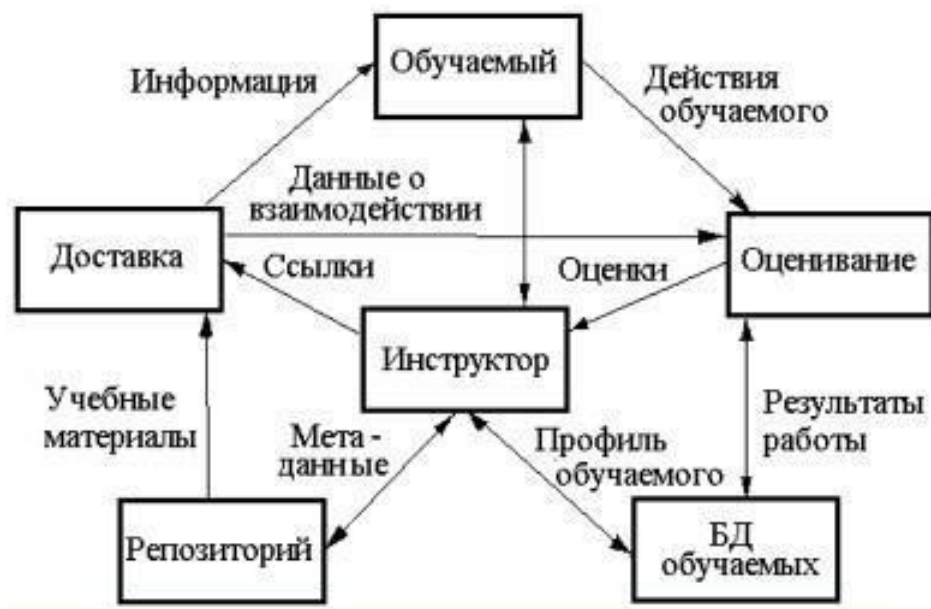 Обучаемый
Информация
Действия
обучаемого
Данные о
взаимодействии
Доставка
Ссылки
Оценки
Оценивание
Инструктор
Учебные
материалы
Мета -
данные
Профиль
обучаемого
Результаты
работы
Репозиторий
БД
обучаемых